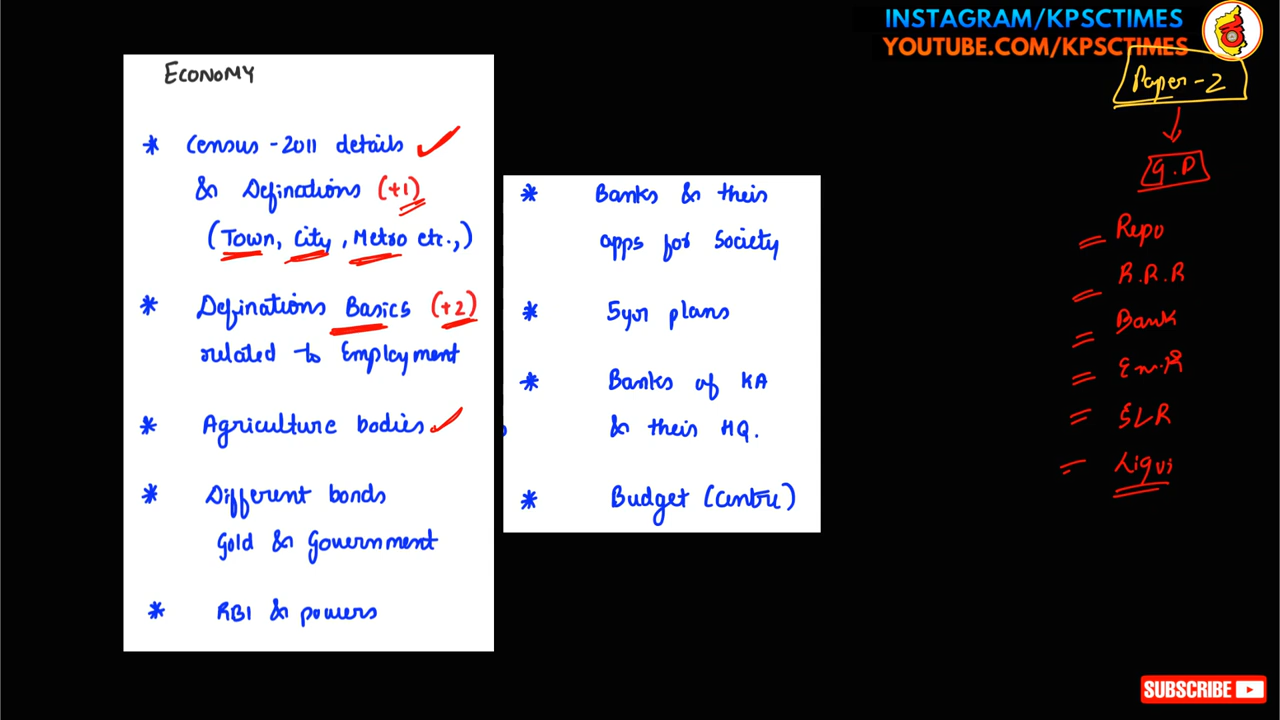 INSTAGRAM/KPSCTIMES
YOUTUBE.COM/KPSCTIMES
ECONOMY
* Census - 2011 details
& Definations (+1)
(Town, City, Metro etc.,)
* Definations Basics (+2)
related to Employment
* Agriculture bodies
* Different bonds
Gold & Government
* RBI & powers
* Banks & their
apps for Society
* 5yr plans
* Banks of KA
& their HQ.
* Budget (Centre)
Paper - 2
G.P
Repo
R.R.R
Bank
SLR
Liqui
SUBSCRIBE